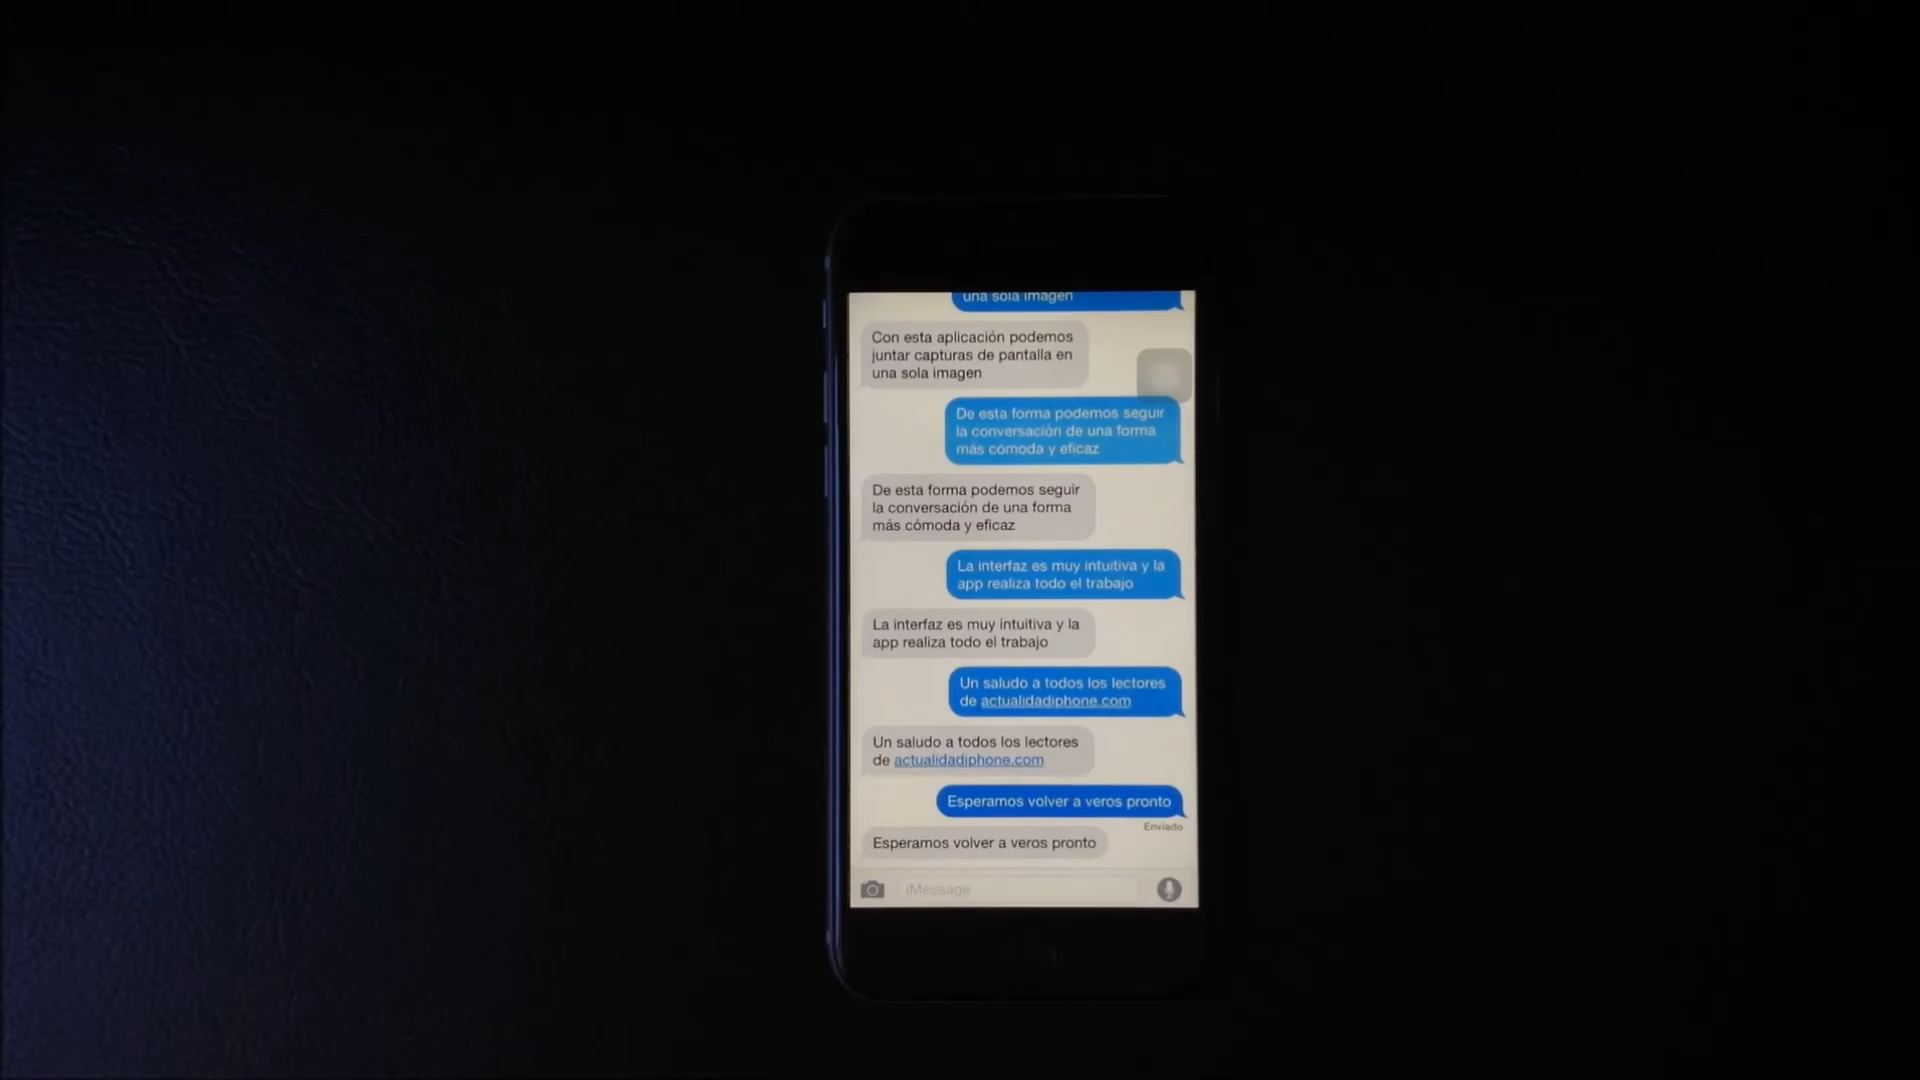 una sola imagen
Con esta aplicación podemos
juntar capturas de pantalla en
una sola imagen
De esta forma podemos seguir
la conversación de una forma
más cómoda y eficaz
De esta forma podemos seguir
la conversación de una forma
más cómoda y eficaz
La interfaz es muy intuitiva y la
app realiza todo el trabajo
La interfaz es muy intuitiva y la
app realiza todo el trabajo
Un saludo a todos los lectores
de actualidadiphone.com
Un saludo a todos los lectores
de actualidadiphone.com
Esperamos volver a veros pronto
Enviado
Esperamos volver a veros pronto
iMessage